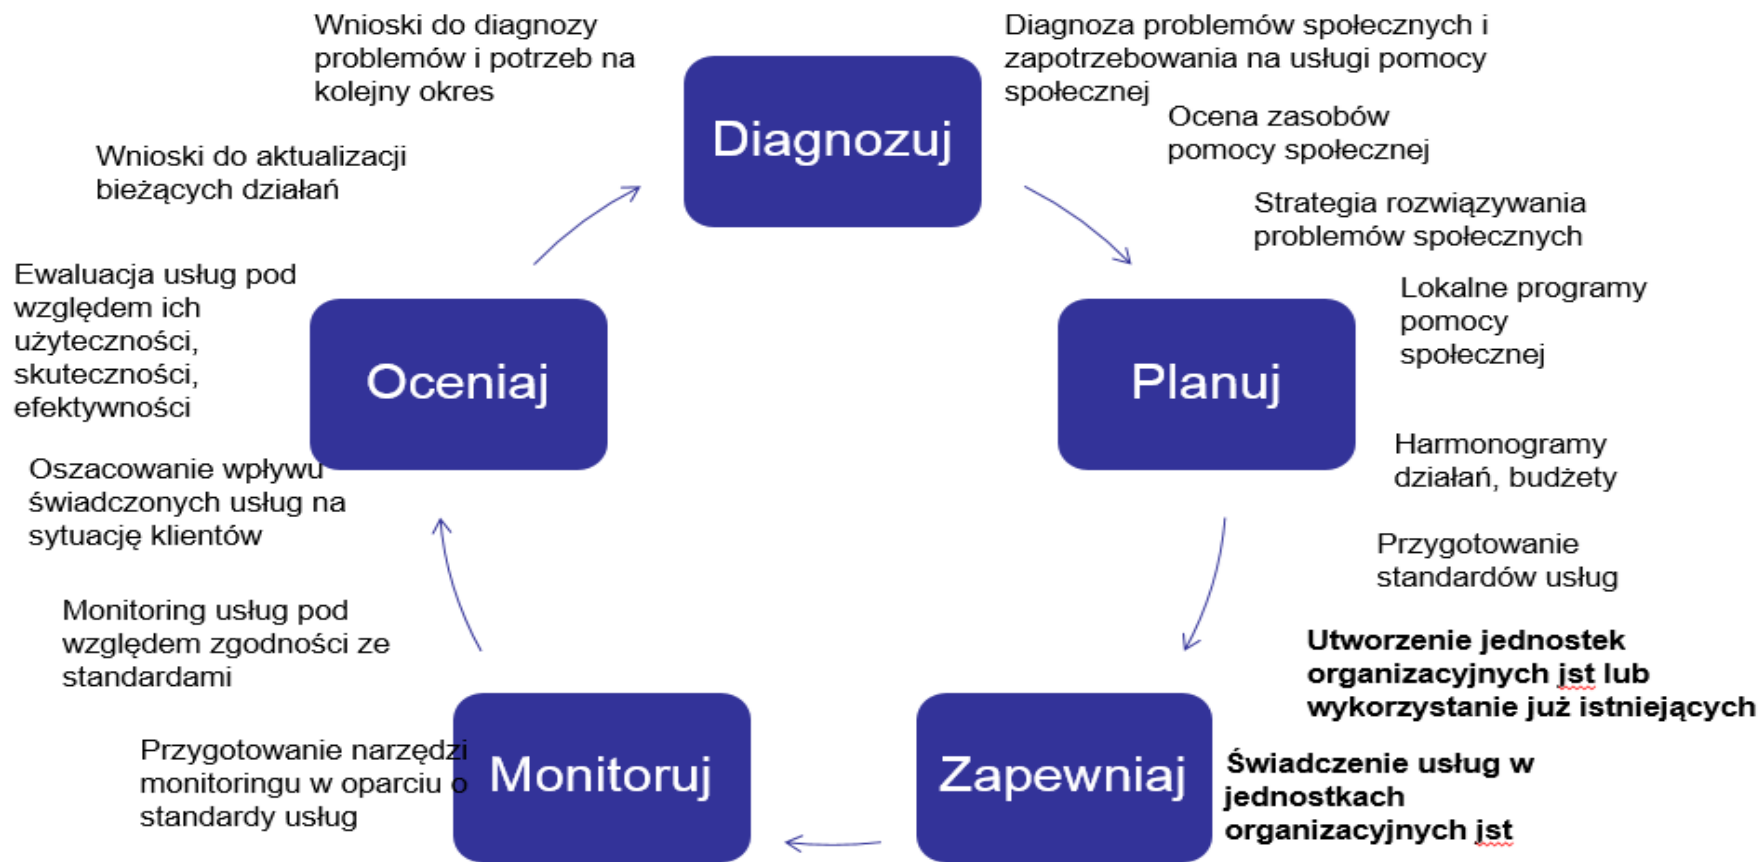 Wnioski do diagnozy
problemów i potrzeb na
kolejny okres
Diagnozuj
Diagnoza problemów społecznych i
zapotrzebowania na usługi pomocy
społecznej
Ocena zasobów
pomocy społecznej
Strategia rozwiązywania
problemów społecznych
Planuj
Lokalne programy
pomocy
społecznej
Harmonogramy
działań, budżety
Przygotowanie
standardów usług
Utworzenie jednostek
organizacyjnych jst lub
wykorzystanie już istniejących
Zapewniaj
Świadczenie usług w
jednostkach
organizacyjnych jst
Monitoruj
Przygotowanie narzędzi
monitoringu w oparciu o
standardy usług
Monitoring usług pod
względem zgodności ze
standardami
Oszacowanie wpływu
świadczonych usług na
sytuację klientów
Oceniaj
Ewaluacja usług pod
względem ich
użyteczności,
skuteczności,
efektywności
Wnioski do aktualizacji
bieżących działań